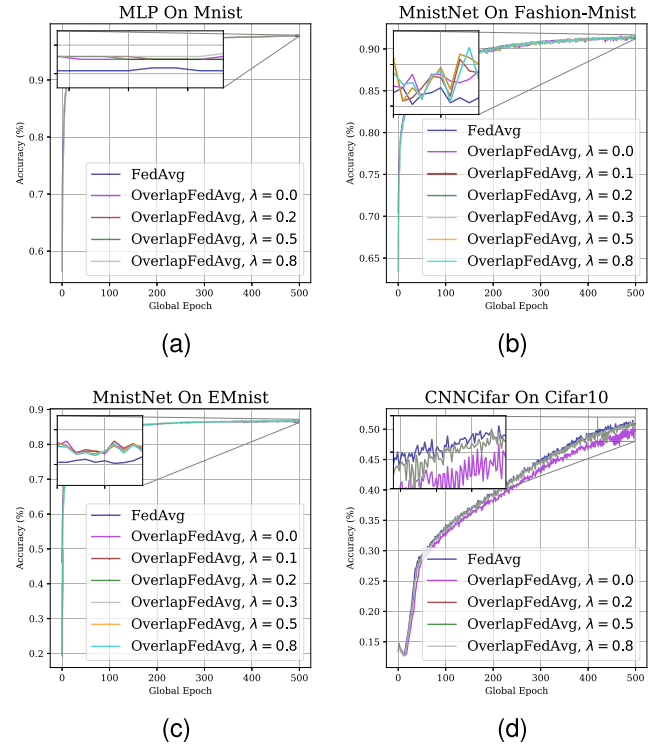 MLP On Mnist
Accuracy (%)
0.9
0.8
0.7
0.6
FedAvg
OverlapFedAvg, λ = 0.0
OverlapFedAvg, λ = 0.2
OverlapFedAvg, λ = 0.5
OverlapFedAvg, λ = 0.8
0 100 200 300 400 500
Global Epoch
(a)
MnistNet On Fashion-Mnist
Accuracy (%)
0.90
0.85
0.80
0.75
0.70
0.65
FedAvg
OverlapFedAvg, λ = 0.0
OverlapFedAvg, λ = 0.1
OverlapFedAvg, λ = 0.2
OverlapFedAvg, λ = 0.3
OverlapFedAvg, λ = 0.5
OverlapFedAvg, λ = 0.8
0 100 200 300 400 500
Global Epoch
(b)
MnistNet On EMnist
Accuracy (%)
0.9
0.8
0.7
0.6
0.5
0.4
0.3
0.2
FedAvg
OverlapFedAvg, λ = 0.0
OverlapFedAvg, λ = 0.1
OverlapFedAvg, λ = 0.2
OverlapFedAvg, λ = 0.3
OverlapFedAvg, λ = 0.5
OverlapFedAvg, λ = 0.8
0 100 200 300 400 500
Global Epoch
(c)
CNNCifar On Cifar10
Accuracy (%)
0.50
0.45
0.40
0.35
0.30
0.25
0.20
0.15
FedAvg
OverlapFedAvg, λ = 0.0
OverlapFedAvg, λ = 0.2
OverlapFedAvg, λ = 0.5
OverlapFedAvg, λ = 0.8
0 100 200 300 400 500
Global Epoch
(d)